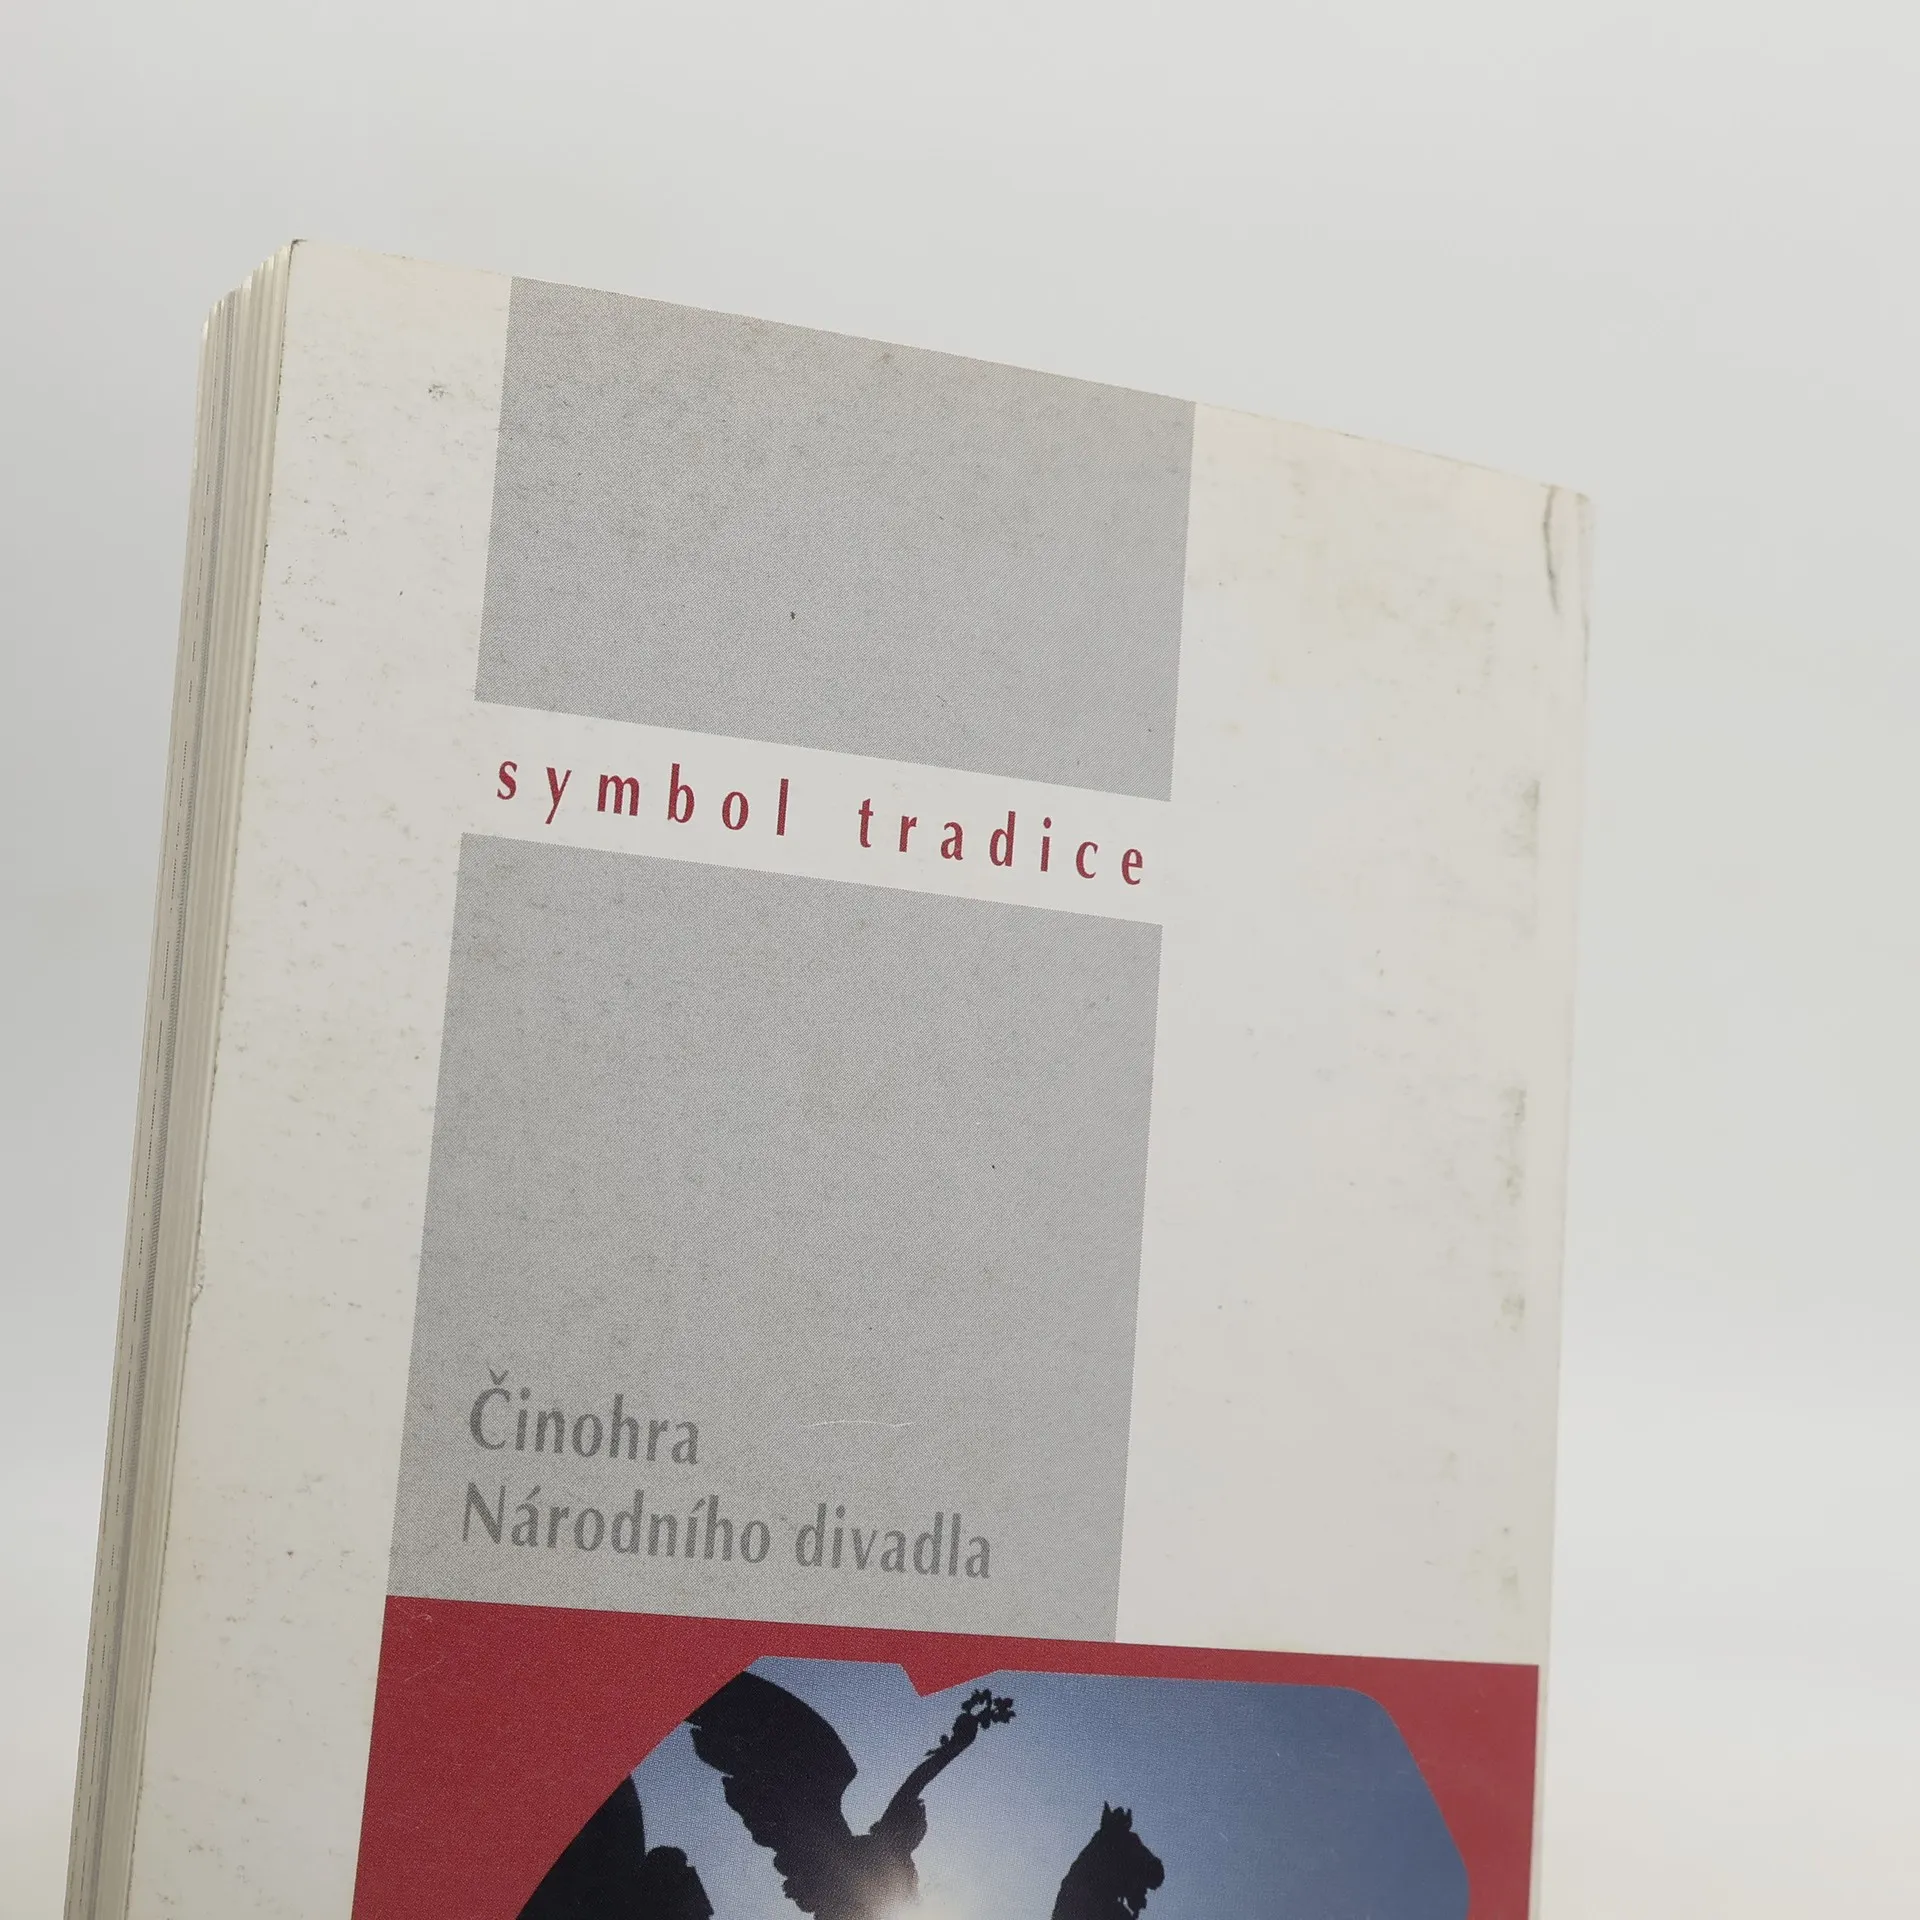 symbol tradice
Činohra
Národního divadla